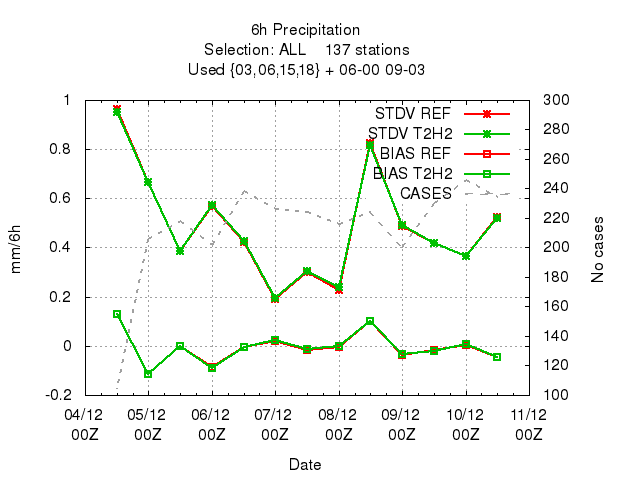 6h Precipitation
Selection: ALL    137 stations
Used {03,06,15,18} + 06-00 09-03
1
0.8
0.6
0.4
0.2
0
-0.2
mm/6h
STDV REF
STDV T2H2
BIAS REF
BIAS T2H2
CASES
300
280
260
240
220
200
180
160
140
120
100
No cases
04/12 05/12 06/12 07/12 08/12 09/12 10/12 11/12
00Z 00Z 00Z 00Z 00Z 00Z 00Z 00Z
Date